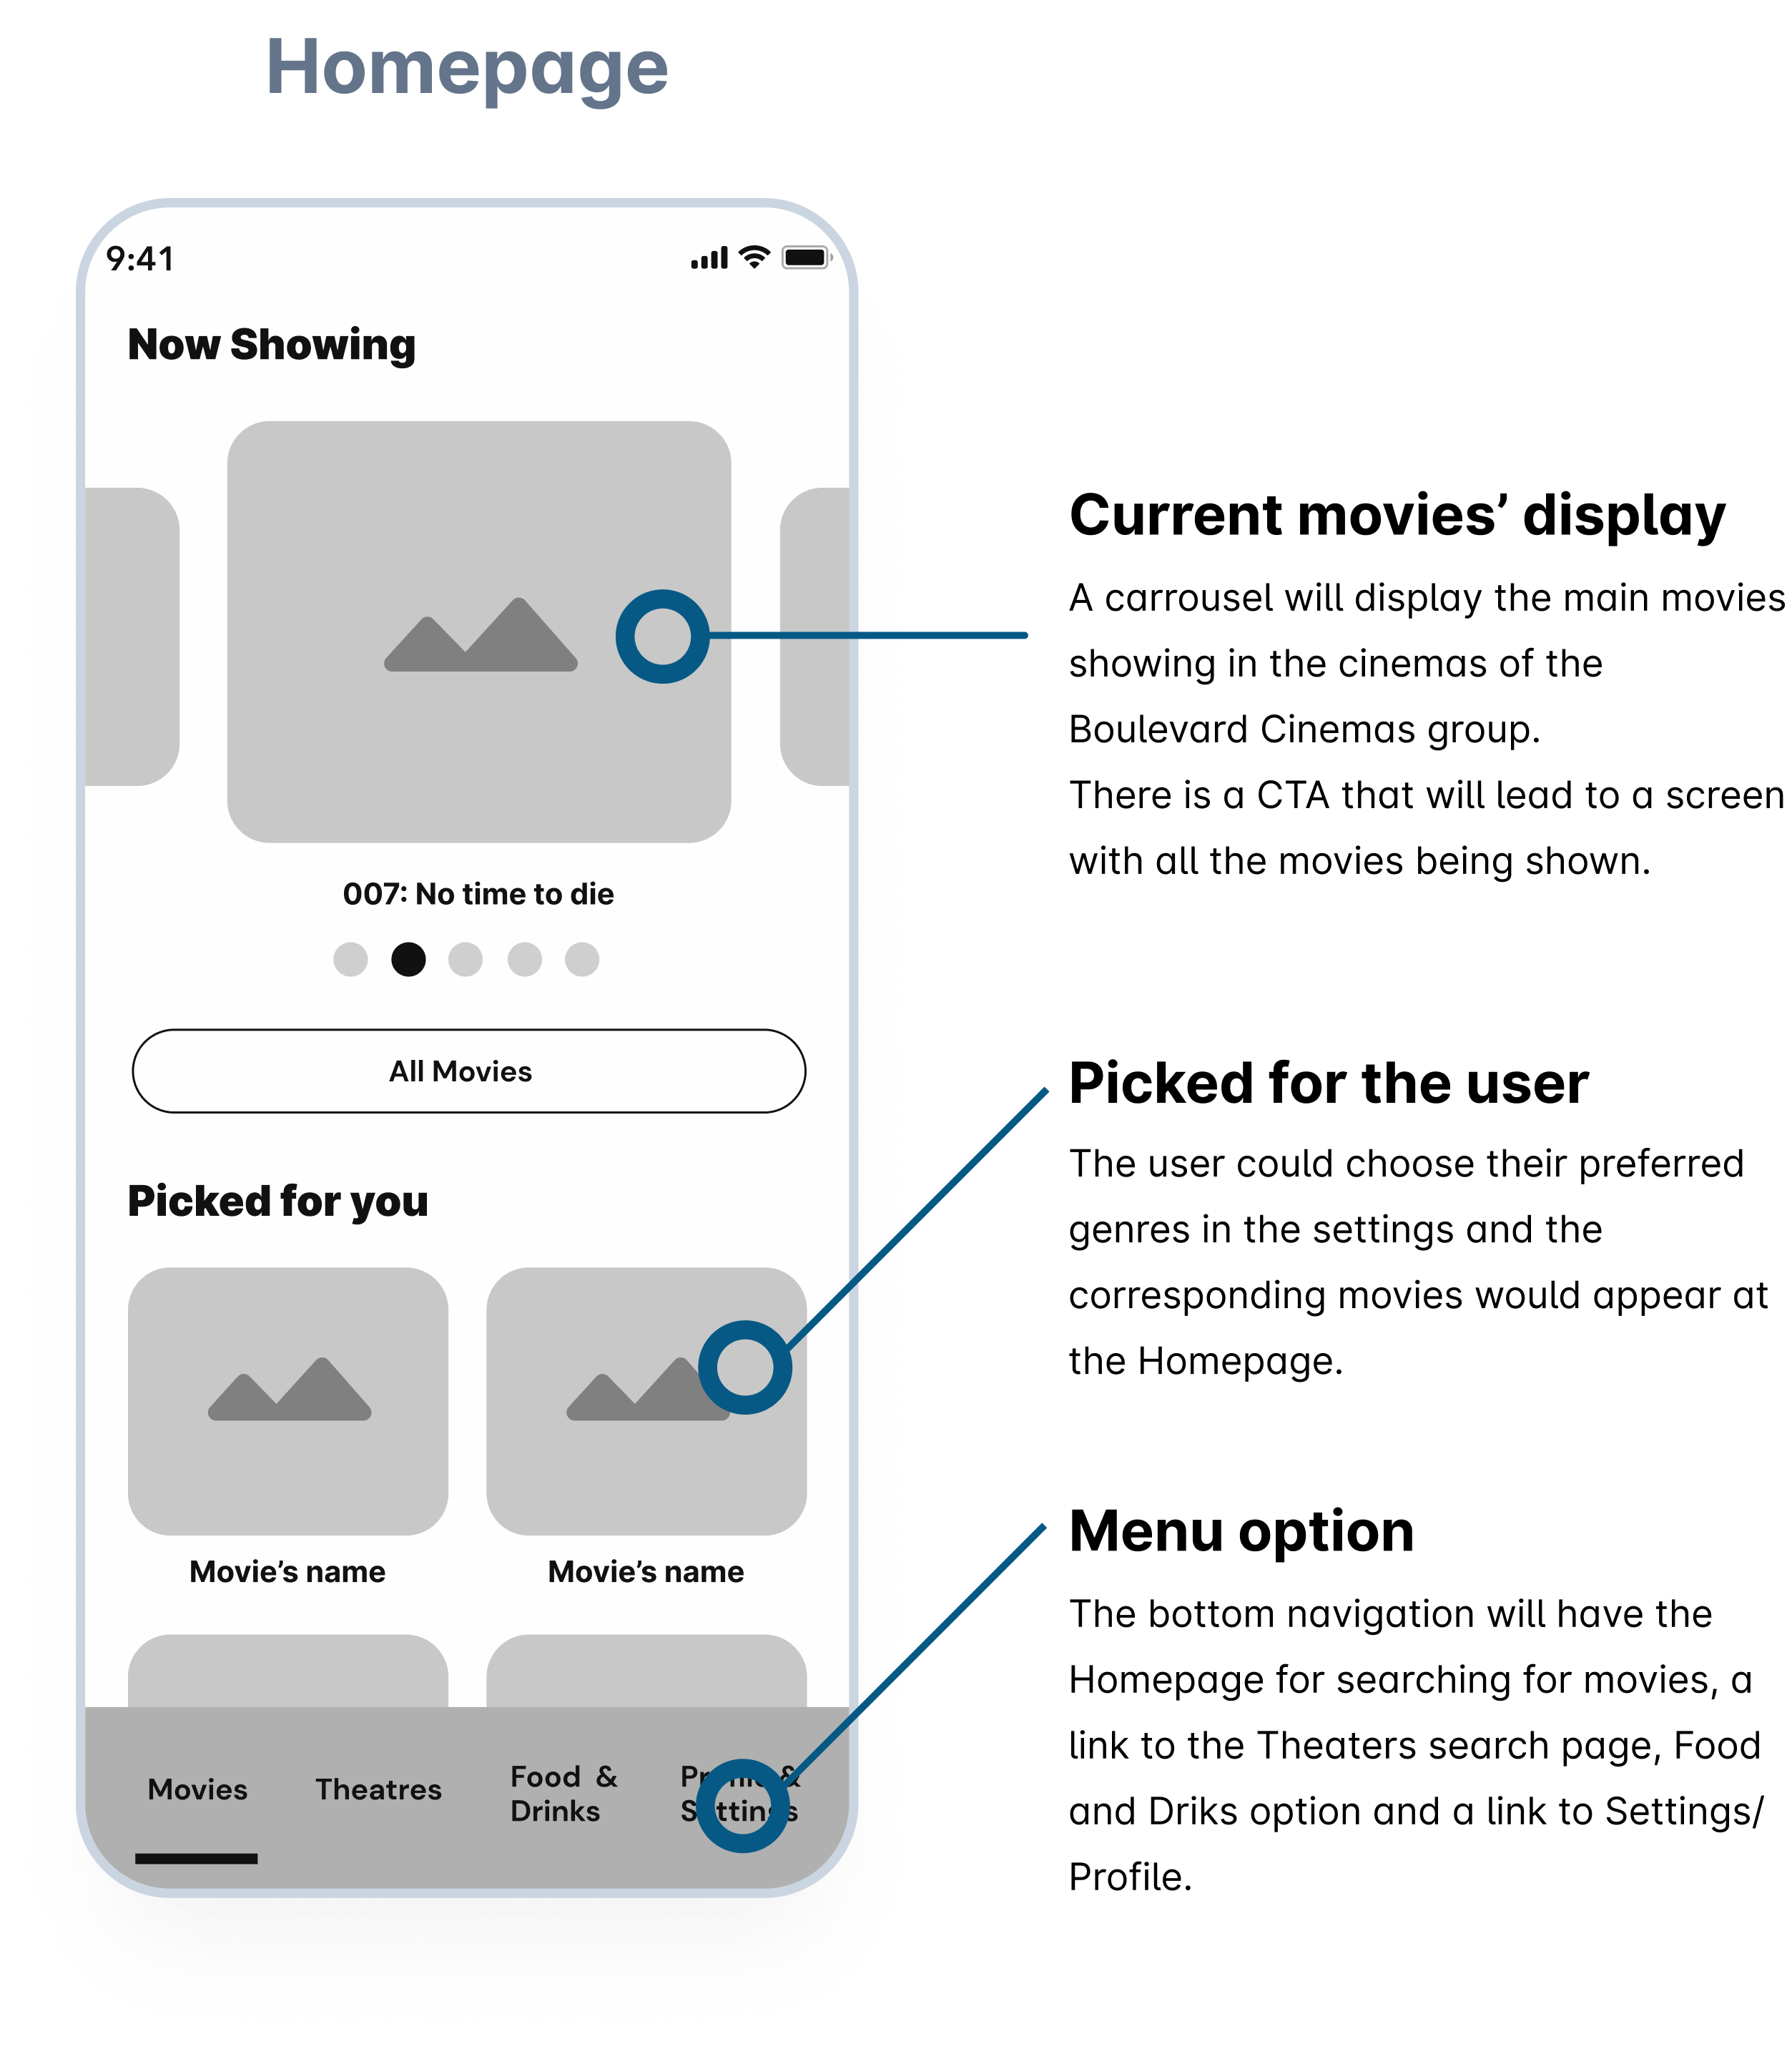 Homepage
9:41
Now Showing
007: No time to die
All Movies
Picked for you
Movie’s name
Movie’s name
Movies
Theatres
Food &
Drinks
&
Current movies’ display
A carrousel will display the main movies
showing in the cinemas of the
Boulevard Cinemas group.
There is a CTA that will lead to a screen
with all the movies being shown.
Picked for the user
The user could choose their preferred
genres in the settings and the
corresponding movies would appear at
the Homepage.
Menu option
The bottom navigation will have the
Homepage for searching for movies, a
link to the Theaters search page, Food
and Driks option and a link to Settings/
Profile.